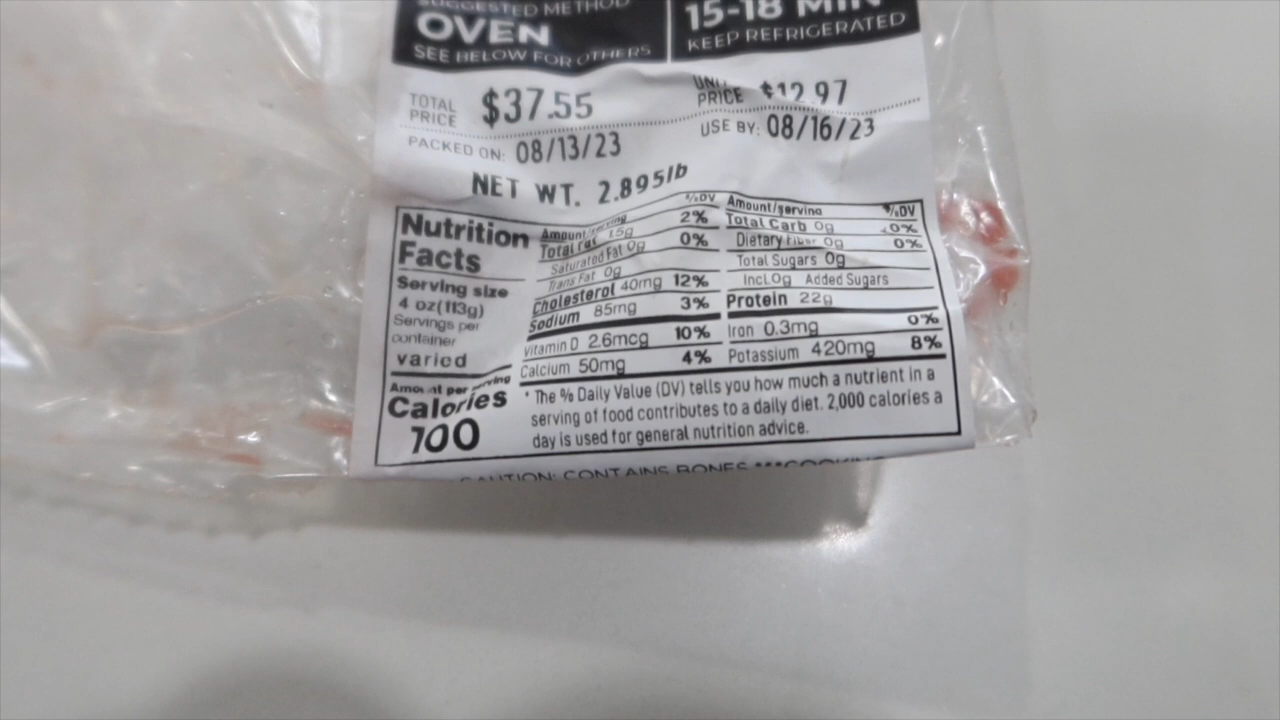 SUGGESTED METHOD
OVEN
SEE BELOW FOR OTHERS
15-18 MIN
KEEP REFRIGERATED
TOTAL PRICE $37.55
UNIT PRICE $12.97
PACKED ON: 08/13/23
USE BY: 08/16/23
NET WT. 2.895lb
Nutrition
Facts
Serving size
4 oz(113g)
Servings per
container
varied
Amount per serving
Calories
100
Amount/serving %DV
Total Fat 1.5g 2%
Saturated Fat 0g 0%
Trans Fat 0g
Cholesterol 40mg 12%
Sodium 85mg 3%
Amount/serving %DV
Total Carb 0g 0%
Dietary Fiber 0g 0%
Total Sugars 0g
Incl.0g Added Sugars
Protein 22g
Vitamin D 2.6mcg 10%
Iron 0.3mg 0%
Calcium 50mg 4%
Potassium 420mg 8%
* The % Daily Value (DV) tells you how much a nutrient in a
serving of food contributes to a daily diet. 2,000 calories a
day is used for general nutrition advice.
CAUTION: CONTAINS BONES ***COOKING